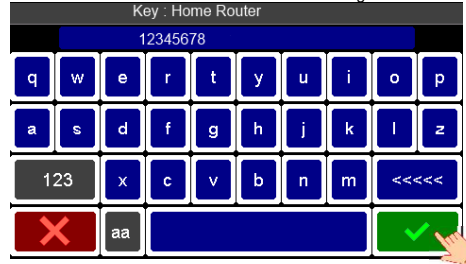 Key : Home Router
12345678
q w e r t y u i o p
a s d f g h j k l z
123 x c v b n m <<<<<
aa